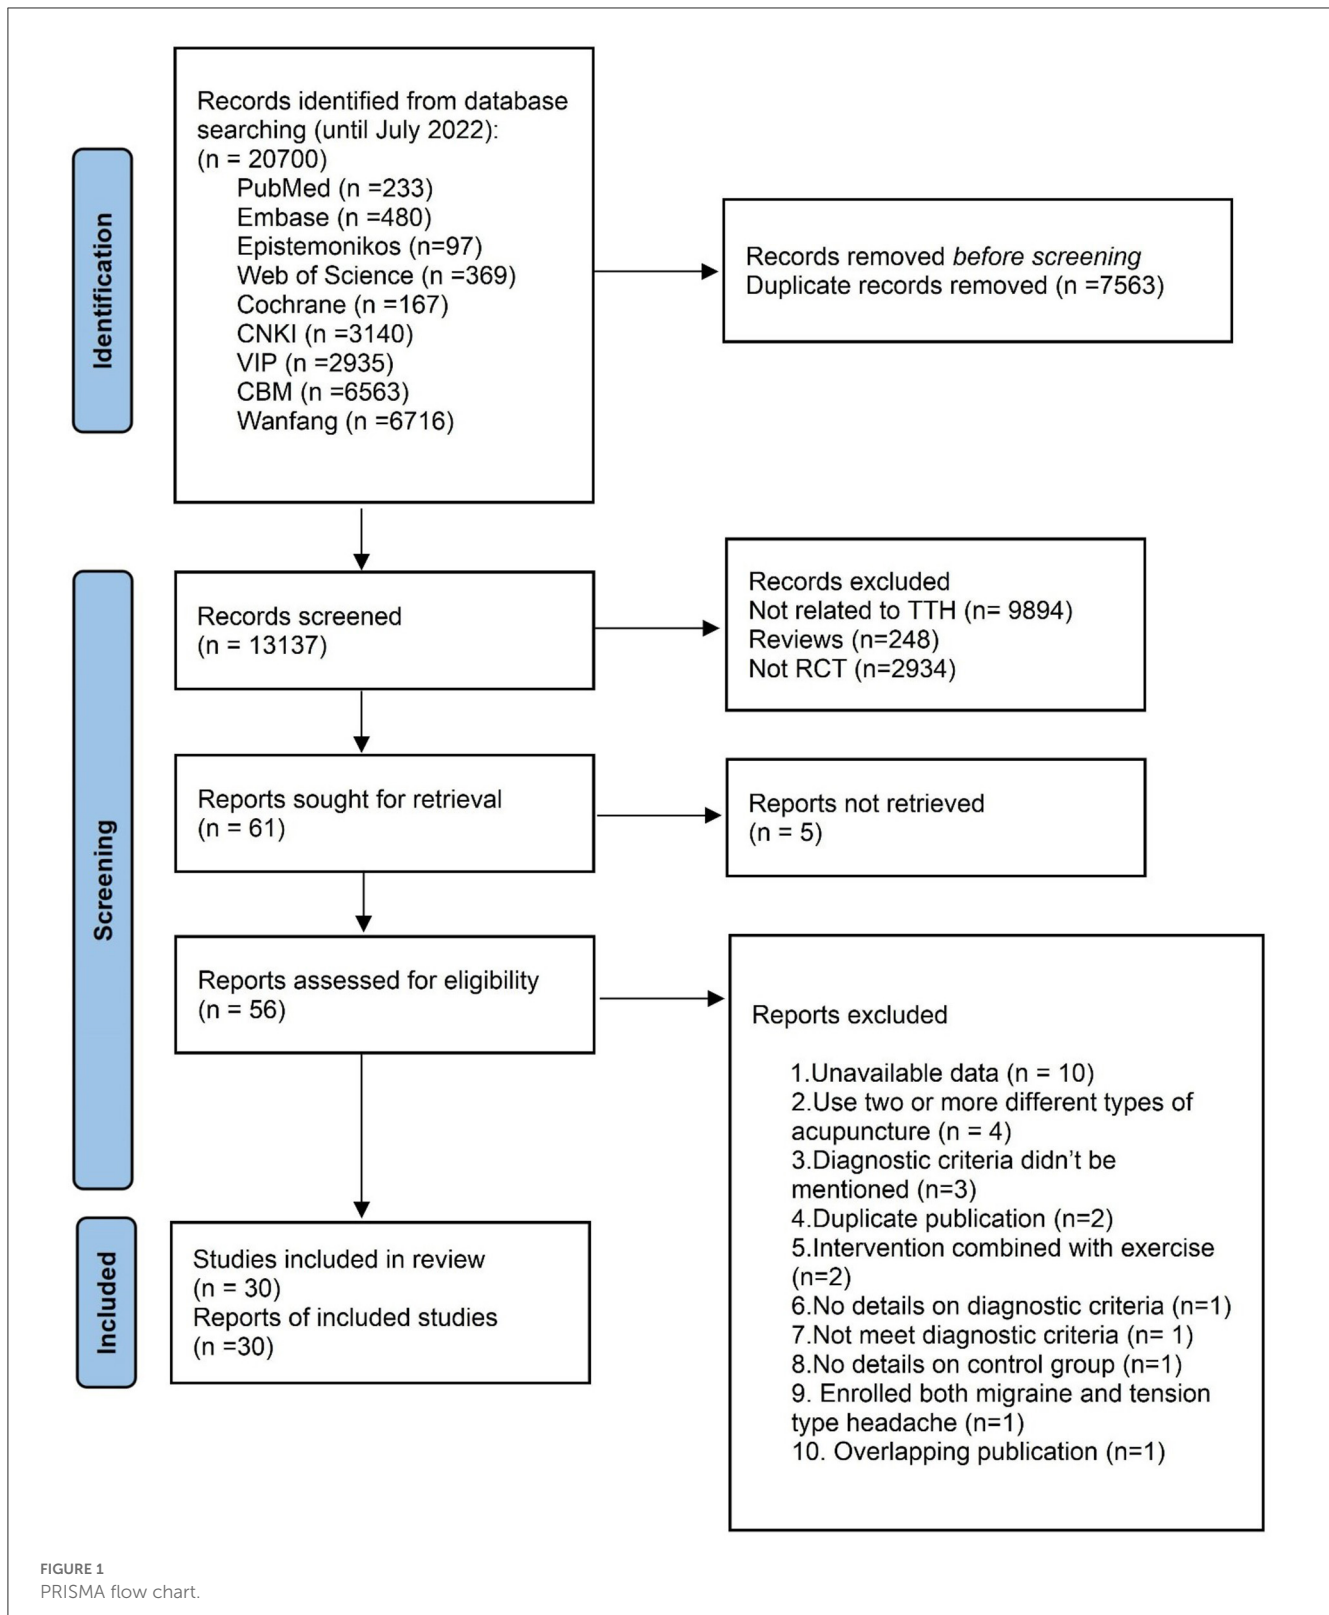 Identification
Records identified from database
searching (until July 2022):
(n = 20700)
PubMed (n =233)
Embase (n =480)
Epistemonikos (n=97)
Web of Science (n =369)
Cochrane (n =167)
CNKI (n =3140)
VIP (n =2935)
CBM (n =6563)
Wanfang (n =6716)
Records removed before screening
Duplicate records removed (n =7563)
Screening
Records screened
(n = 13137)
Records excluded
Not related to TTH (n= 9894)
Reviews (n=248)
Not RCT (n=2934)
Reports sought for retrieval
(n = 61)
Reports not retrieved
(n = 5)
Reports assessed for eligibility
(n = 56)
Reports excluded
1.Unavailable data (n = 10)
2.Use two or more different types of
acupuncture (n = 4)
3.Diagnostic criteria didn't be
mentioned (n=3)
4.Duplicate publication (n=2)
5.Intervention combined with exercise
(n=2)
6.No details on diagnostic criteria (n=1)
7.Not meet diagnostic criteria (n= 1)
8.No details on control group (n=1)
9. Enrolled both migraine and tension
type headache (n=1)
10. Overlapping publication (n=1)
Included
Studies included in review
(n = 30)
Reports of included studies
(n =30)
FIGURE 1
PRISMA flow chart.